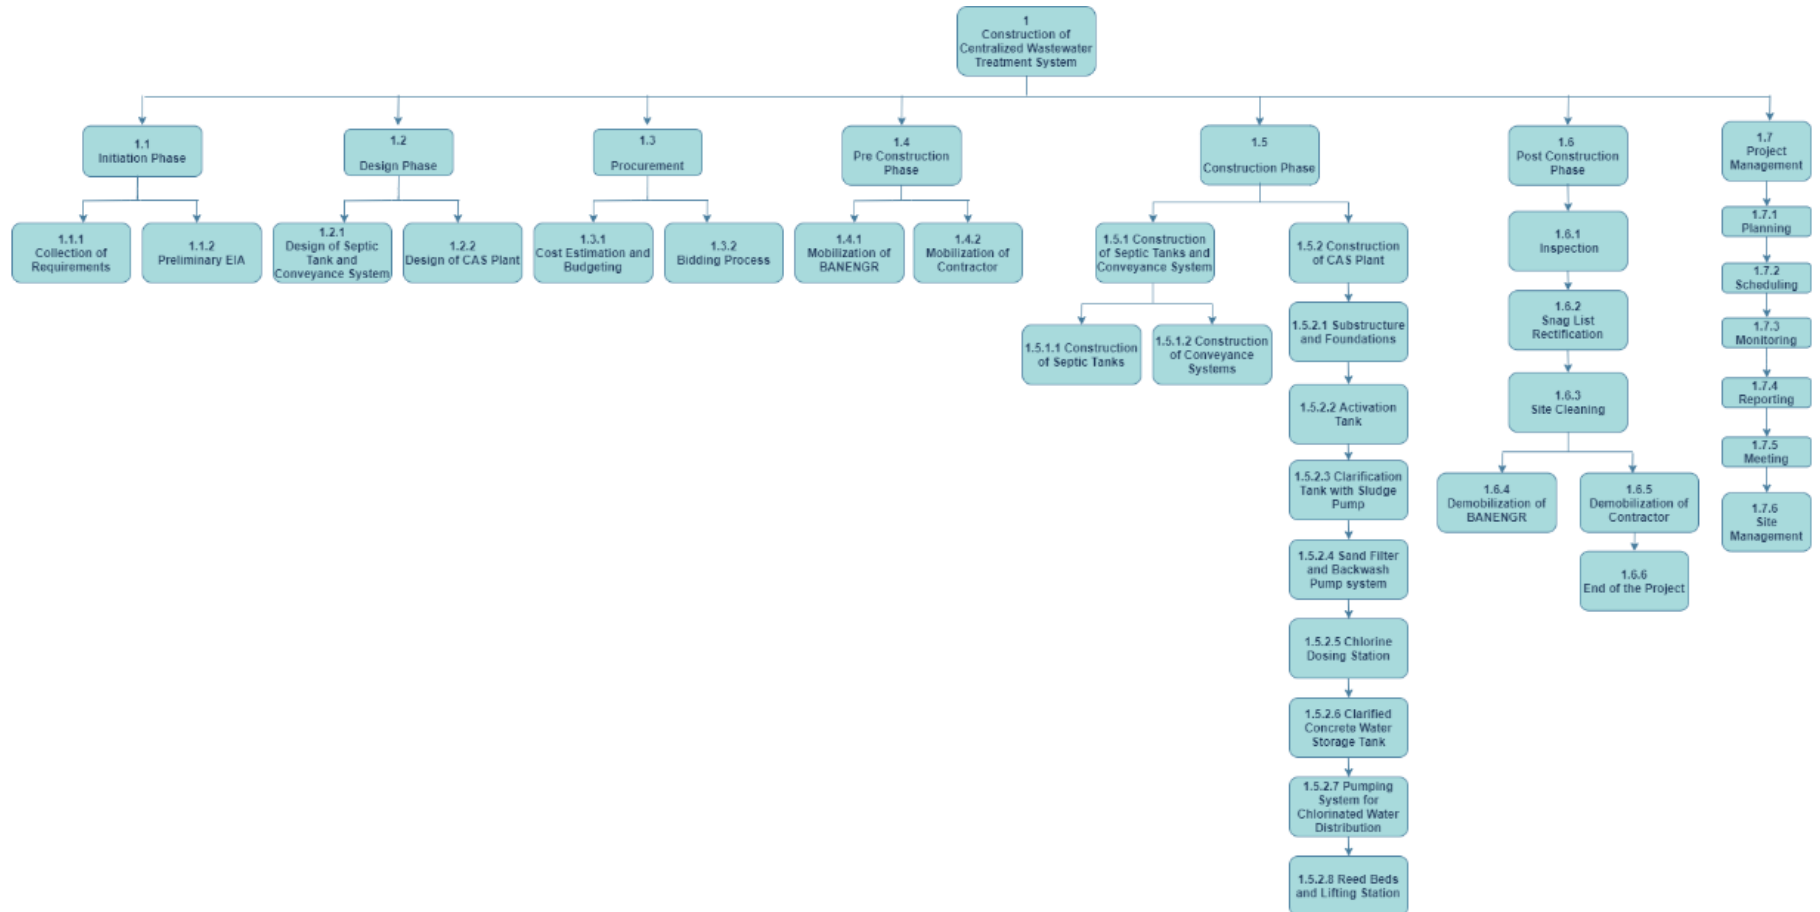 1
Construction of
Centralized Wastewater
Treatment System
1.1
Initiation Phase
1.2
Design Phase
1.3
Procurement
1.4
Pre Construction
Phase
1.5
Construction Phase
1.6
Post Construction
Phase
1.7
Project
Management
1.1.1
Collection of
Requirements
1.1.2
Preliminary EIA
1.2.1
Design of Septic
Tank and
Conveyance System
1.2.2
Design of CAS Plant
1.3.1
Cost Estimation and
Budgeting
1.3.2
Bidding Process
1.4.1
Mobilization of
BANENGR
1.4.2
Mobilization of
Contractor
1.5.1 Construction
of Septic Tanks and
Conveyance System
1.5.1.1 Construction
of Septic Tanks
1.5.1.2 Construction
of Conveyance
Systems
1.5.2 Construction
of CAS Plant
1.5.2.1 Substructure
and Foundations
1.5.2.2 Activation
Tank
1.5.2.3 Clarification
Tank with Sludge
Pump
1.5.2.4 Sand Filter
and Backwash
Pump system
1.5.2.5 Chlorine
Dosing Station
1.5.2.6 Clarified
Concrete Water
Storage Tank
1.5.2.7 Pumping
System for
Chlorinated Water
Distribution
1.5.2.8 Reed Beds
and Lifting Station
1.6.1
Inspection
1.6.2
Snag List
Rectification
1.6.3
Site Cleaning
1.6.4
Demobilization of
BANENGR
1.6.5
Demobilization of
Contractor
1.6.6
End of the Project
1.7.1
Planning
1.7.2
Scheduling
1.7.3
Monitoring
1.7.4
Reporting
1.7.5
Meeting
1.7.6
Site
Management